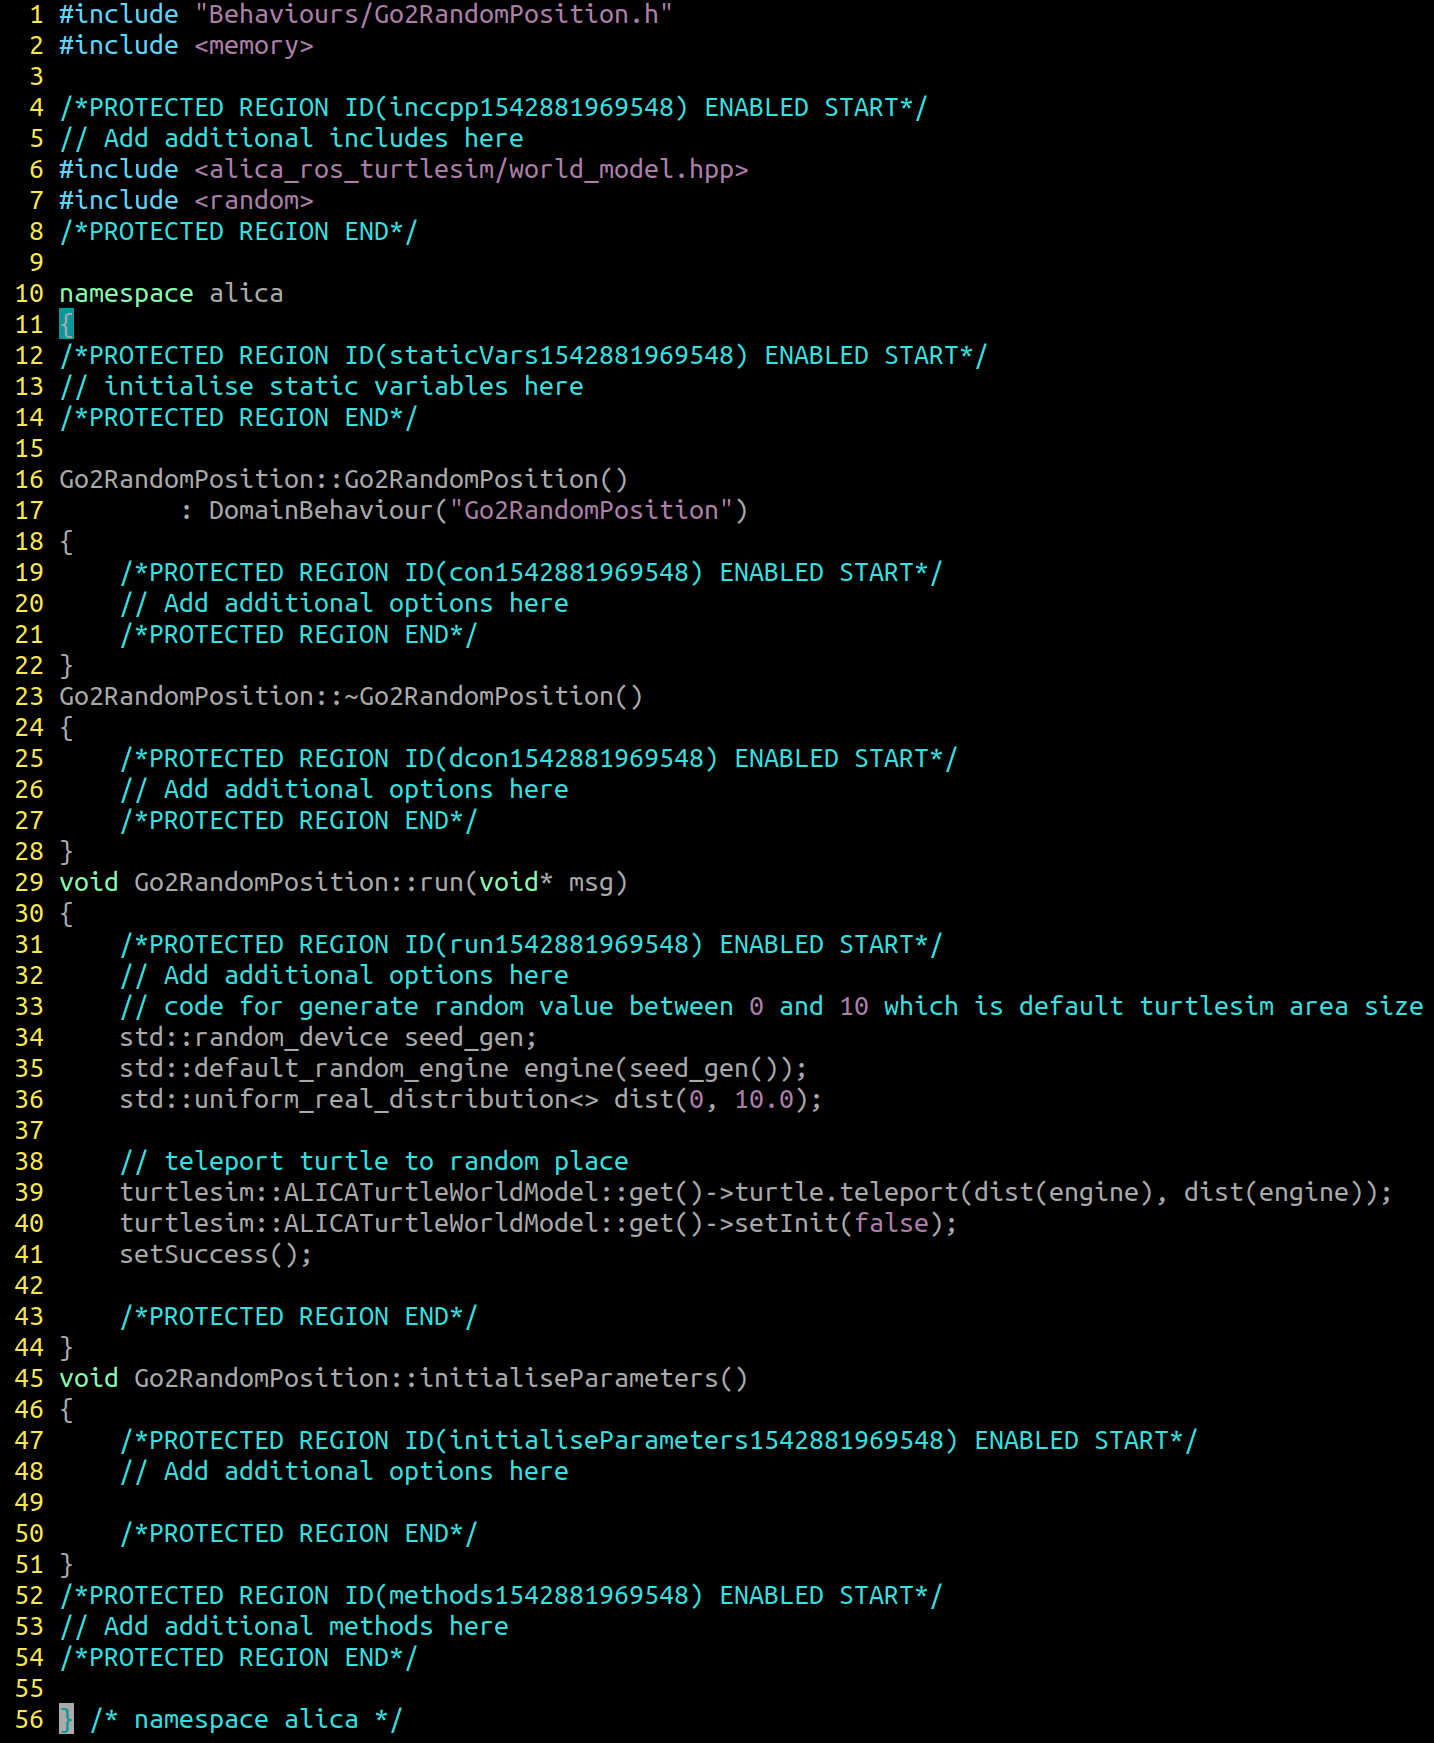 1 #include "Behaviours/Go2RandomPosition.h"
2 #include <memory>
3
4 /*PROTECTED REGION ID(inccpp1542881969548) ENABLED START*/
5 // Add additional includes here
6 #include <alica_ros_turtlesim/world_model.hpp>
7 #include <random>
8 /*PROTECTED REGION END*/
9
10 namespace alica
11 {
12 /*PROTECTED REGION ID(staticVars1542881969548) ENABLED START*/
13 // initialise static variables here
14 /*PROTECTED REGION END*/
15
16 Go2RandomPosition::Go2RandomPosition()
17         : DomainBehaviour("Go2RandomPosition")
18 {
19     /*PROTECTED REGION ID(con1542881969548) ENABLED START*/
20     // Add additional options here
21     /*PROTECTED REGION END*/
22 }
23 Go2RandomPosition::~Go2RandomPosition()
24 {
25     /*PROTECTED REGION ID(dcon1542881969548) ENABLED START*/
26     // Add additional options here
27     /*PROTECTED REGION END*/
28 }
29 void Go2RandomPosition::run(void* msg)
30 {
31     /*PROTECTED REGION ID(run1542881969548) ENABLED START*/
32     // Add additional options here
33     // code for generate random value between 0 and 10 which is default turtlesim area size
34     std::random_device seed_gen;
35     std::default_random_engine engine(seed_gen());
36     std::uniform_real_distribution<> dist(0, 10.0);
37
38     // teleport turtle to random place
39     turtlesim::ALICATurtleWorldModel::get()->turtle.teleport(dist(engine), dist(engine));
40     turtlesim::ALICATurtleWorldModel::get()->setInit(false);
41     setSuccess();
42
43     /*PROTECTED REGION END*/
44 }
45 void Go2RandomPosition::initialiseParameters()
46 {
47     /*PROTECTED REGION ID(initialiseParameters1542881969548) ENABLED START*/
48     // Add additional options here
49
50     /*PROTECTED REGION END*/
51 }
52 /*PROTECTED REGION ID(methods1542881969548) ENABLED START*/
53 // Add additional methods here
54 /*PROTECTED REGION END*/
55
56 } /* namespace alica */